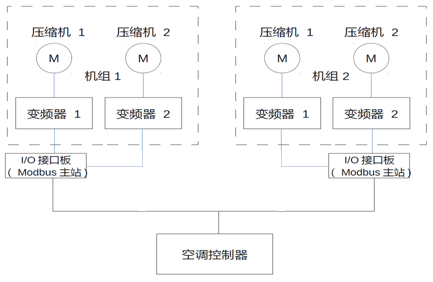 压缩机 1 压缩机 2 压缩机 1 压缩机 2
M M M M
机组 1 机组 2
变频器 1 变频器 2 变频器 1 变频器 2
I/O 接口板 I/O 接口板
( Modbus 主站 ) ( Modbus 主站 )
空调控制器